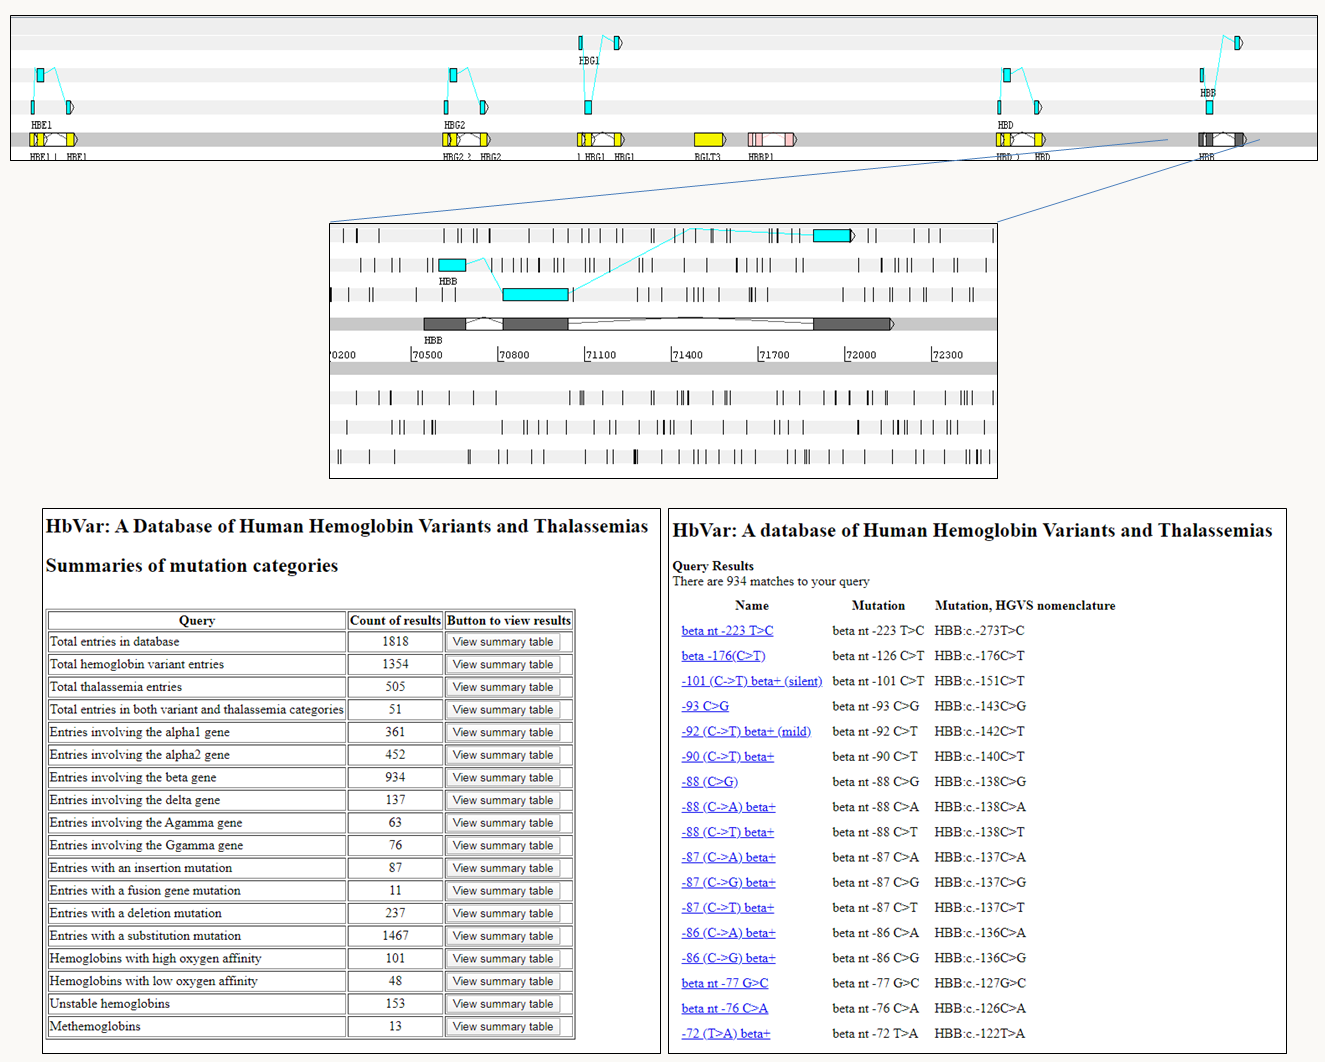 HBG1
HBB
HBE1
HBG2
HBD
HBE1 HBE1
HBG2 HBG2
HBG1 HBG1
BGLT3
HBBP1
HBD HBD
HBB
HBB
HBB
70200 70500 70800 71100 71400 71700 72000 72300
HbVar: A Database of Human Hemoglobin Variants and Thalassemias
Summaries of mutation categories
Query Count of results Button to view results
Total entries in database 1818 View summary table
Total hemoglobin variant entries 1354 View summary table
Total thalassemia entries 505 View summary table
Total entries in both variant and thalassemia categories 51 View summary table
Entries involving the alpha1 gene 361 View summary table
Entries involving the alpha2 gene 452 View summary table
Entries involving the beta gene 934 View summary table
Entries involving the delta gene 137 View summary table
Entries involving the Agamma gene 63 View summary table
Entries involving the Ggamma gene 76 View summary table
Entries with an insertion mutation 87 View summary table
Entries with a fusion gene mutation 11 View summary table
Entries with a deletion mutation 237 View summary table
Entries with a substitution mutation 1467 View summary table
Hemoglobins with high oxygen affinity 101 View summary table
Hemoglobins with low oxygen affinity 48 View summary table
Unstable hemoglobins 153 View summary table
Methemoglobins 13 View summary table
HbVar: A database of Human Hemoglobin Variants and Thalassemias
Query Results
There are 934 matches to your query
Name Mutation Mutation, HGVS nomenclature
beta nt -223 T>C beta nt -223 T>C HBB:c.-273T>C
beta -176(C>T) beta nt -126 C>T HBB:c.-176C>T
-101 (C->T) beta+ (silent) beta nt -101 C>T HBB:c.-151C>T
-93 C>G beta nt -93 C>G HBB:c.-143C>G
-92 (C->T) beta+ (mild) beta nt -92 C>T HBB:c.-142C>T
-90 (C->T) beta+ beta nt -90 C>T HBB:c.-140C>T
-88 (C>G) beta nt -88 C>G HBB:c.-138C>G
-88 (C->A) beta+ beta nt -88 C>A HBB:c.-138C>A
-88 (C->T) beta+ beta nt -88 C>T HBB:c.-138C>T
-87 (C->A) beta+ beta nt -87 C>A HBB:c.-137C>A
-87 (C->G) beta+ beta nt -87 C>G HBB:c.-137C>G
-87 (C->T) beta+ beta nt -87 C>T HBB:c.-137C>T
-86 (C->A) beta+ beta nt -86 C>A HBB:c.-136C>A
-86 (C->G) beta+ beta nt -86 C>G HBB:c.-136C>G
beta nt -77 G>C beta nt -77 G>C HBB:c.-127G>C
beta nt -76 C>A beta nt -76 C>A HBB:c.-126C>A
-72 (T>A) beta+ beta nt -72 T>A HBB:c.-122T>A